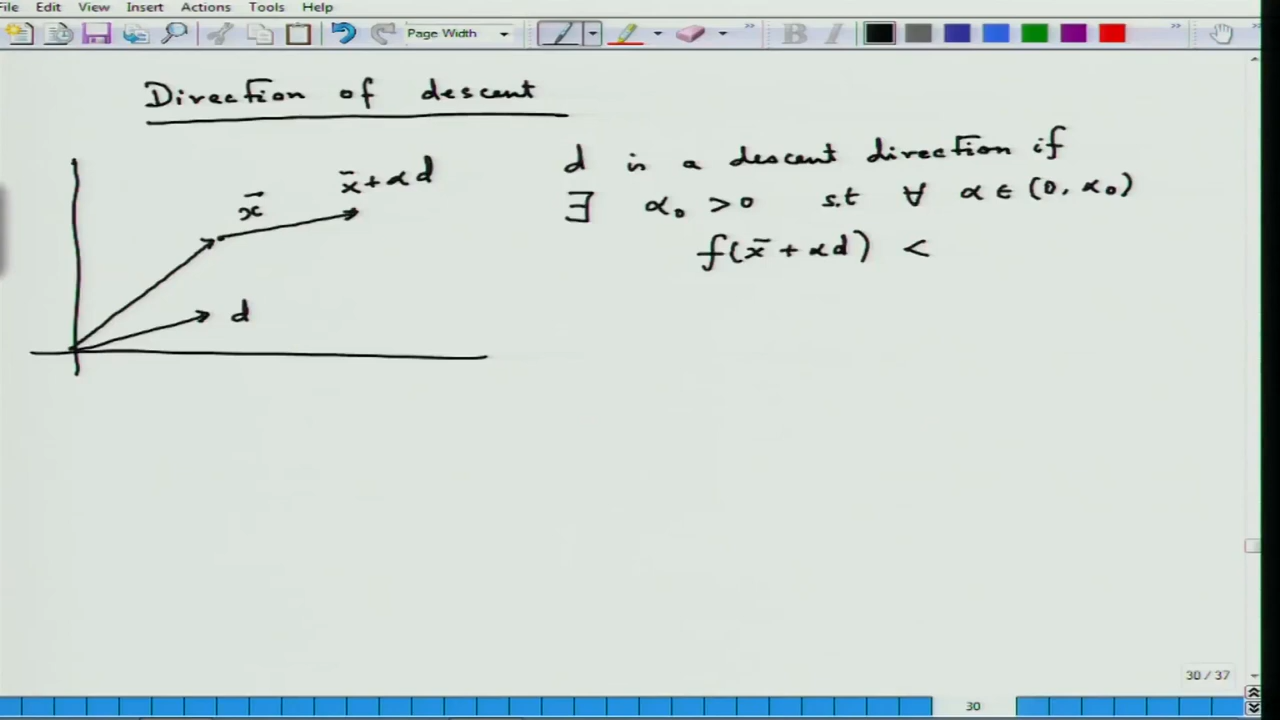 File Edit View Insert Actions Tools Help
Page Width
Direction of descent
x̄ + α d
x⃗
d
d is a descent direction if
∃ α₀ > 0 s.t ∀ α ∈ (0, α₀)
f(x̄ + αd) <
30 / 37
30